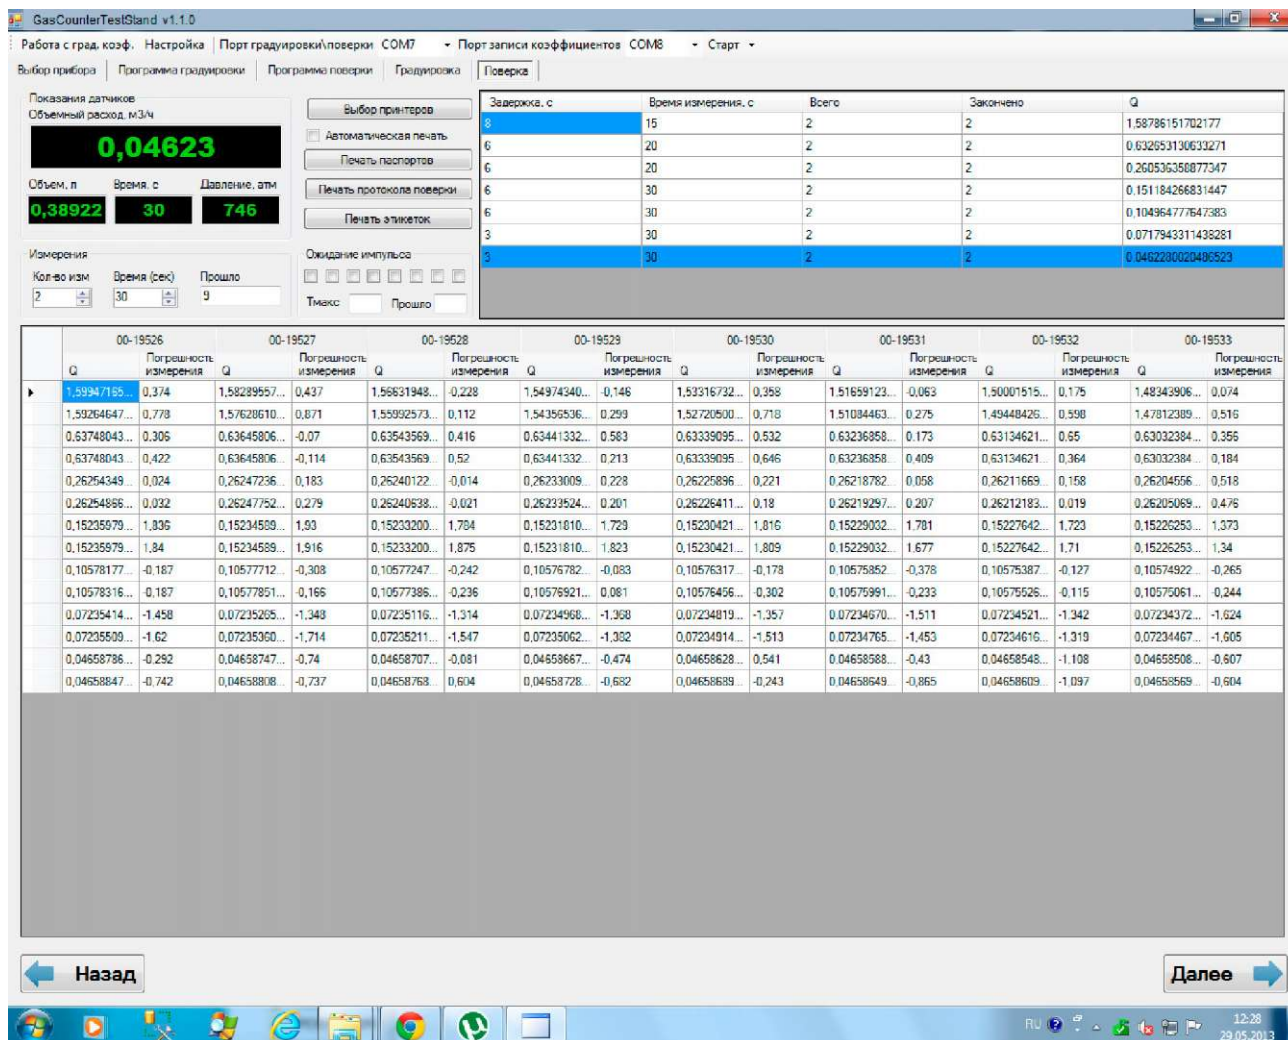 GasCounterTestStand v1.1.0
Работа с град. коэф. Настройка Порт градуировки\поверки COM7 Порт записи коэффициентов COM8 Старт
Выбор прибора Программа градуировки Программа поверки Градуировка Поверка
Показания датчиков
Объемный расход, м3/ч
0,04623
Объем, л Время, с Давление, атм
0,38922 30 746
Измерения
Кол-во изм Время (сек) Прошло
2 30 9
Выбор принтеров
Автоматическая печать
Печать паспортов
Печать протокола поверки
Печать этикеток
Ожидание импульса
Тмакс Прошло
Задержка, с Время измерения, с Всего Закончено Q
8 15 2 2 1,58786151702177
6 20 2 2 0,632653130633271
6 20 2 2 0,260536358877347
6 30 2 2 0,151184266831447
6 30 2 2 0,104964777647383
3 30 2 2 0,0717943311438281
3 30 2 2 0,0462280020486523
00-19526 00-19527 00-19528 00-19529 00-19530 00-19531 00-19532 00-19533
Q Погрешность измерения Q Погрешность измерения Q Погрешность измерения Q Погрешность измерения Q Погрешность измерения Q Погрешность измерения Q Погрешность измерения Q Погрешность измерения
1,59947165... 0,374 1,58289557... 0,437 1,56631948... -0,228 1,54974340... -0,146 1,53316732... 0,358 1,51659123... -0,063 1,50001515... 0,175 1,48343906... 0,074
1,59264647... 0,778 1,57628610... 0,871 1,55992573... 0,112 1,54356536... 0,299 1,52720500... 0,718 1,51084463... 0,275 1,49448426... 0,598 1,47812389... 0,516
0,63748043... 0,306 0,63645806... -0,07 0,63543569... 0,416 0,63441332... 0,583 0,63339095... 0,532 0,63236858... 0,173 0,63134621... 0,65 0,63032384... 0,356
0,63748043... 0,422 0,63645806... -0,114 0,63543569... 0,52 0,63441332... 0,213 0,63339095... 0,646 0,63236858... 0,409 0,63134621... 0,364 0,63032384... 0,184
0,26254349... 0,024 0,26247236... 0,183 0,26240122... -0,014 0,26233009... 0,228 0,26225896... 0,221 0,26218782... 0,058 0,26211669... 0,158 0,26204556... 0,518
0,26254866... 0,032 0,26247752... 0,279 0,26240638... -0,021 0,26233524... 0,201 0,26226411... 0,18 0,26219297... 0,207 0,26212183... 0,019 0,26205069... 0,476
0,15235979... 1,836 0,15234589... 1,93 0,15233200... 1,784 0,15231810... 1,729 0,15230421... 1,816 0,15229032... 1,781 0,15227642... 1,723 0,15226253... 1,373
0,15235979... 1,84 0,15234589... 1,916 0,15233200... 1,875 0,15231810... 1,823 0,15230421... 1,809 0,15229032... 1,677 0,15227642... 1,71 0,15226253... 1,34
0,10578177... -0,187 0,10577712... -0,308 0,10577247... -0,242 0,10576782... -0,083 0,10576317... -0,178 0,10575852... -0,378 0,10575387... -0,127 0,10574922... -0,265
0,10578316... -0,187 0,10577851... -0,166 0,10577386... -0,236 0,10576921... 0,081 0,10576456... -0,302 0,10575991... -0,233 0,10575526... -0,115 0,10575061... -0,244
0,07235414... -1,458 0,07235265... -1,348 0,07235116... -1,314 0,07234968... -1,368 0,07234819... -1,357 0,07234670... -1,511 0,07234521... -1,342 0,07234372... -1,624
0,07235509... -1,62 0,07235360... -1,714 0,07235211... -1,547 0,07235062... -1,382 0,07234914... -1,513 0,07234765... -1,453 0,07234616... -1,319 0,07234467... -1,605
0,04658786... -0,292 0,04658747... -0,74 0,04658707... -0,081 0,04658667... -0,474 0,04658628... 0,541 0,04658588... -0,43 0,04658548... -1,108 0,04658508... -0,607
0,04658847... -0,742 0,04658808... -0,737 0,04658768... 0,604 0,04658728... -0,682 0,04658689... -0,243 0,04658649... -0,865 0,04658609... -1,097 0,04658569... -0,604
Назад Далее
RU 12:28
29.05.2013